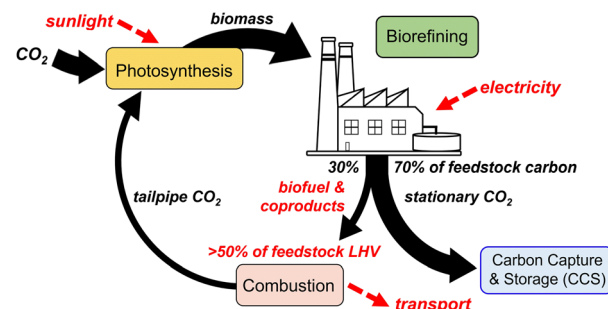 sunlight
CO₂
biomass
Photosynthesis
Biorefining
electricity
30%
70% of feedstock carbon
biofuel &
coproducts
stationary CO₂
tailpipe CO₂
>50% of feedstock LHV
Combustion
Carbon Capture
& Storage (CCS)
transport